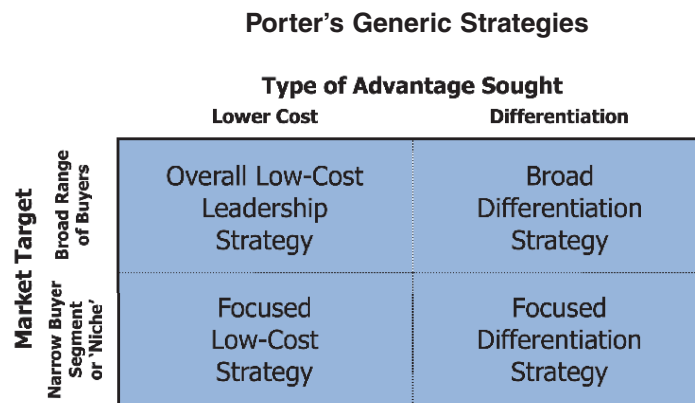 Porter’s Generic Strategies
Type of Advantage Sought
Lower Cost
Differentiation
Market Target
Broad Range
of Buyers
Overall Low-Cost
Leadership
Strategy
Broad
Differentiation
Strategy
Narrow Buyer
Segment
or ‘Niche’
Focused
Low-Cost
Strategy
Focused
Differentiation
Strategy